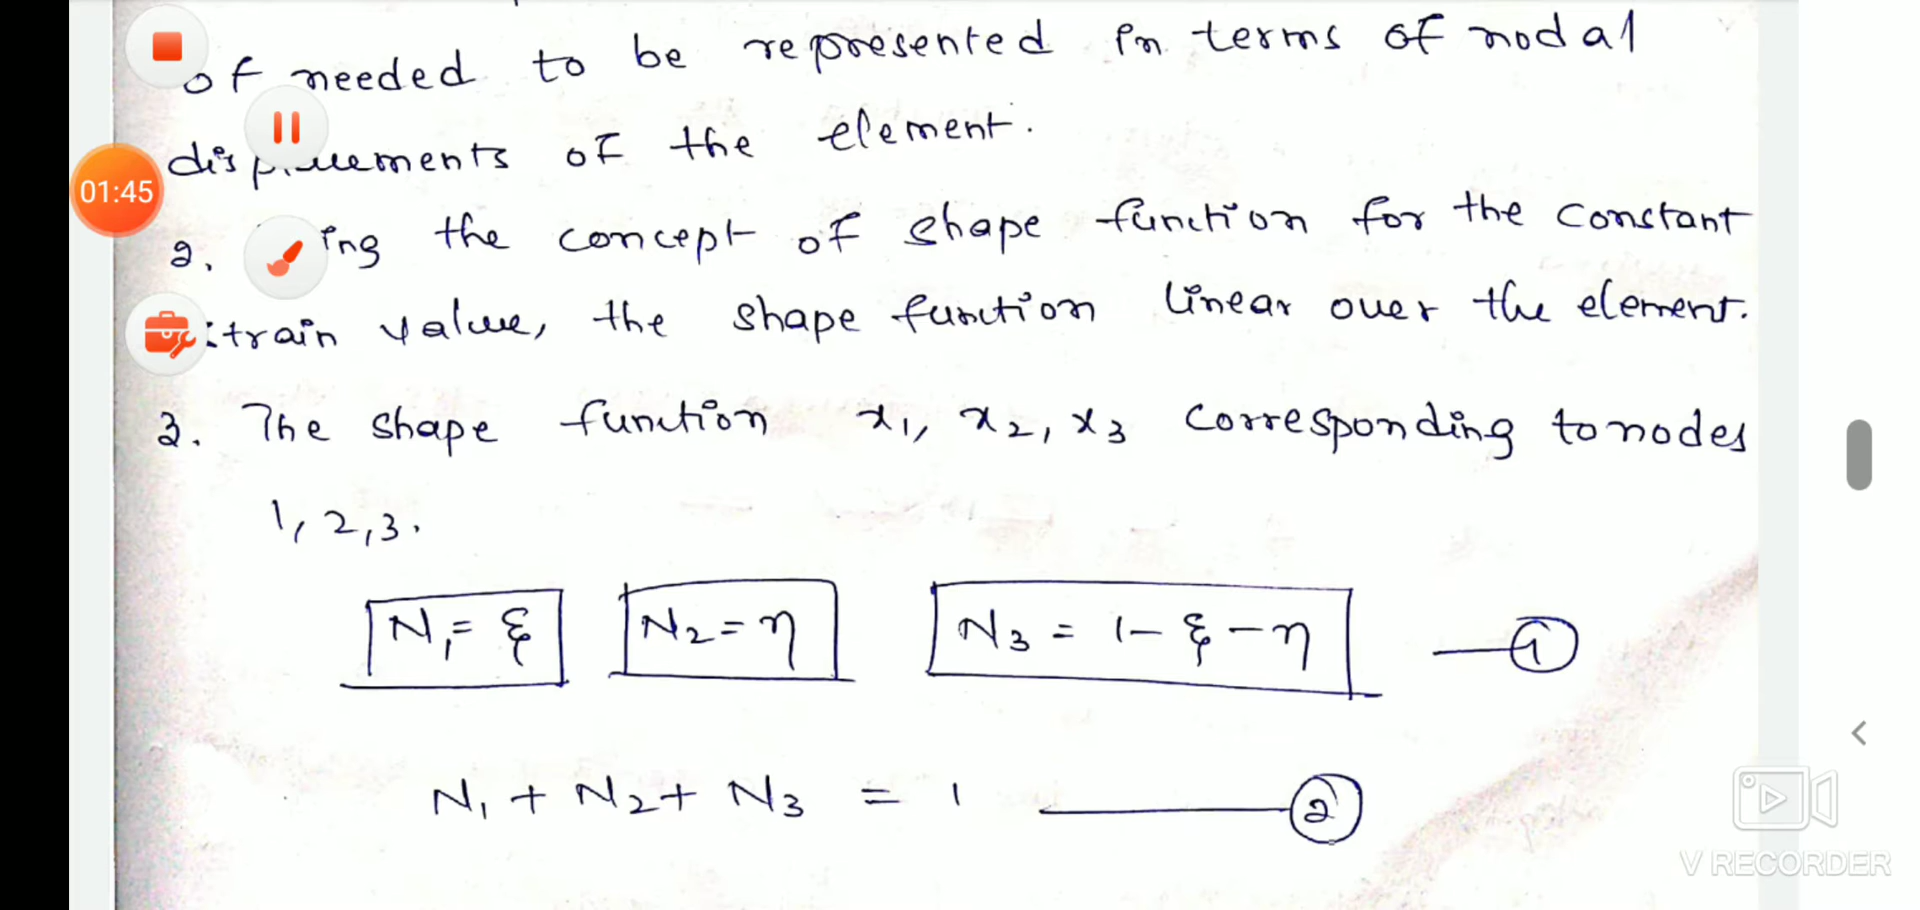 of needed to be represented in terms of nodal
displacements of the element.
2. the concept of shape function for the constant
strain value, the shape function linear over the element.
3. The shape function x1, x2, x3 corresponding to nodes
1, 2, 3.
N1 = ξ N2 = η N3 = 1 - ξ - η 1
N1 + N2 + N3 = 1 2
01:45
V RECORDER